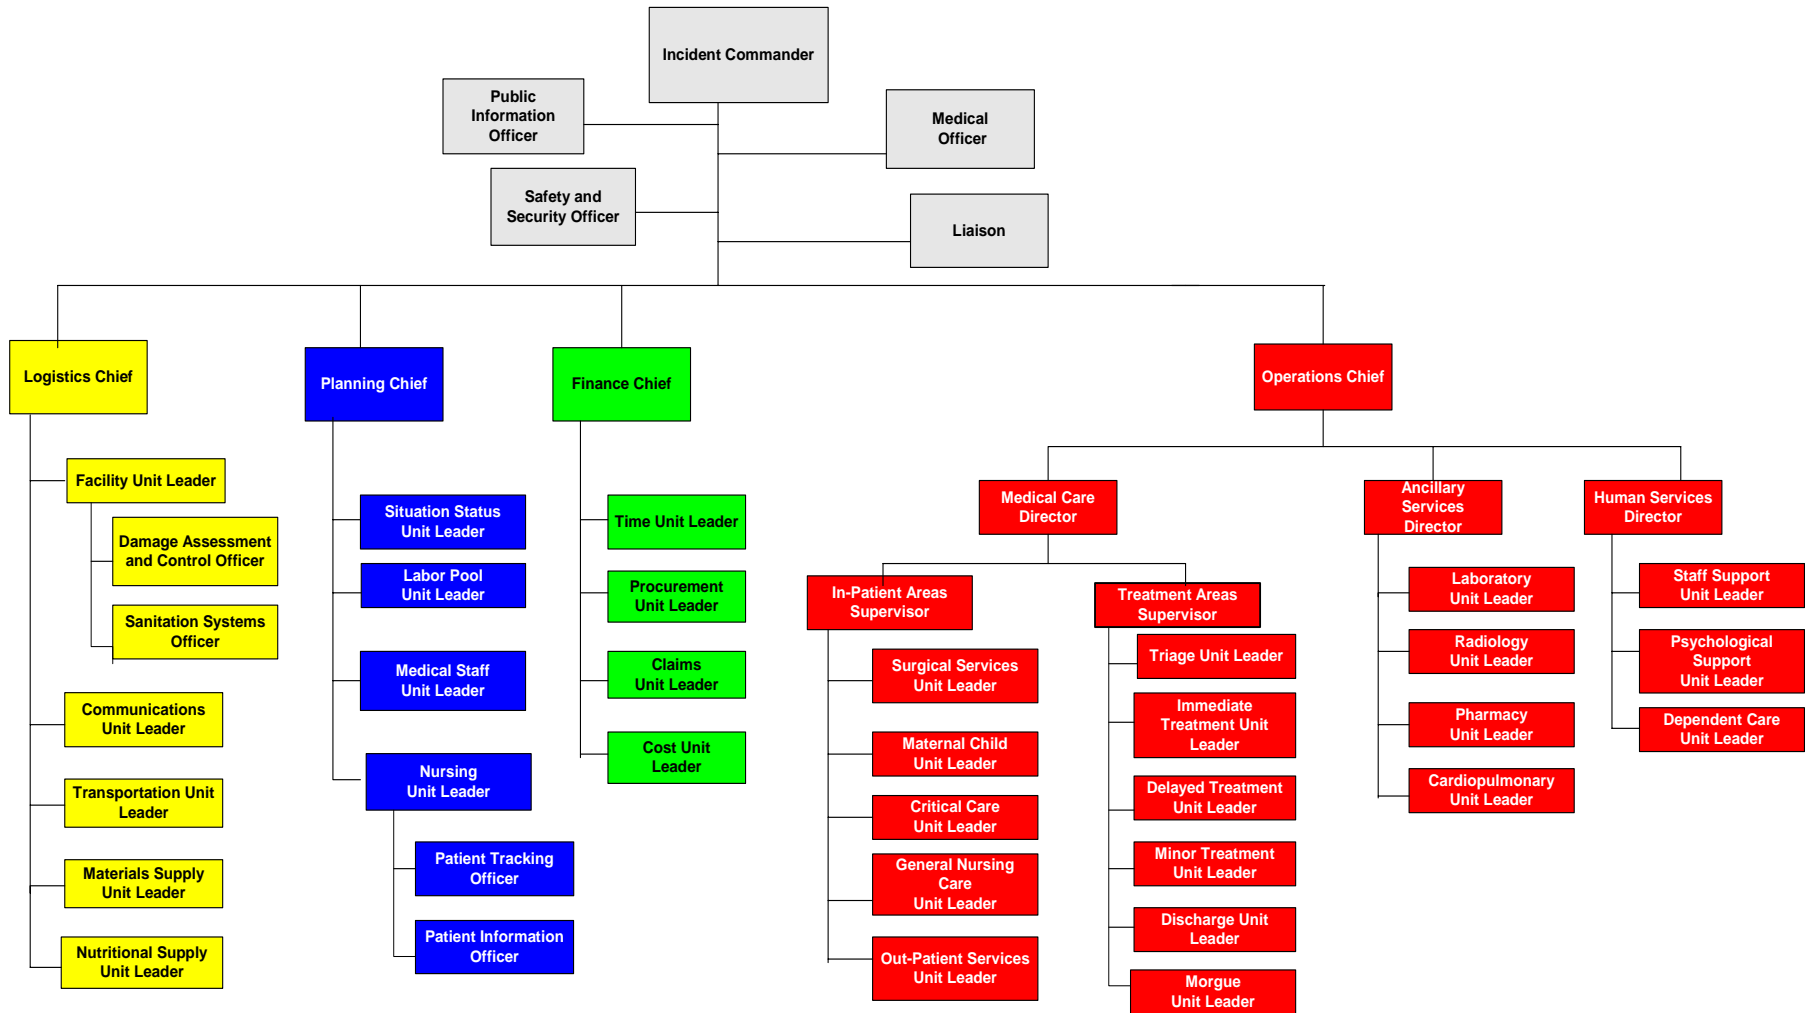 Incident Commander
Public
Information
Officer
Medical
Officer
Safety and
Security Officer
Liaison
Logistics Chief
Planning Chief
Finance Chief
Operations Chief
Facility Unit Leader
Damage Assessment
and Control Officer
Sanitation Systems
Officer
Communications
Unit Leader
Transportation Unit
Leader
Materials Supply
Unit Leader
Nutritional Supply
Unit Leader
Situation Status
Unit Leader
Labor Pool
Unit Leader
Medical Staff
Unit Leader
Nursing
Unit Leader
Patient Tracking
Officer
Patient Information
Officer
Time Unit Leader
Procurement
Unit Leader
Claims
Unit Leader
Cost Unit
Leader
Medical Care
Director
In-Patient Areas
Supervisor
Surgical Services
Unit Leader
Maternal Child
Unit Leader
Critical Care
Unit Leader
General Nursing
Care
Unit Leader
Out-Patient Services
Unit Leader
Treatment Areas
Supervisor
Triage Unit Leader
Immediate
Treatment Unit
Leader
Delayed Treatment
Unit Leader
Minor Treatment
Unit Leader
Discharge Unit
Leader
Morgue
Unit Leader
Ancillary
Services
Director
Laboratory
Unit Leader
Radiology
Unit Leader
Pharmacy
Unit Leader
Cardiopulmonary
Unit Leader
Human Services
Director
Staff Support
Unit Leader
Psychological
Support
Unit Leader
Dependent Care
Unit Leader